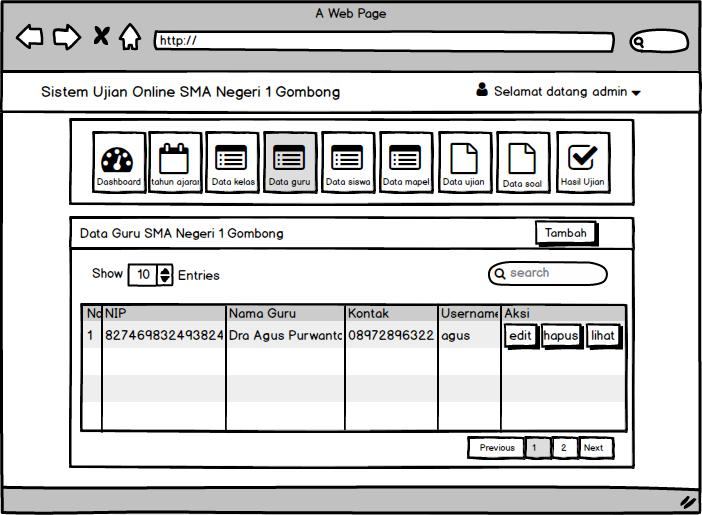 A Web Page
http://
Sistem Ujian Online SMA Negeri 1 Gombong
Selamat datang admin
Dashboard tahun ajaran Data kelas Data guru Data siswa Data mapel Data ujian Data soal Hasil Ujian
Data Guru SMA Negeri 1 Gombong
Tambah
Show 10 Entries
search
No NIP Nama Guru Kontak Username Aksi
1 827469832493824 Dra Agus Purwanto 08972896322 agus edit hapus lihat
Previous 1 2 Next